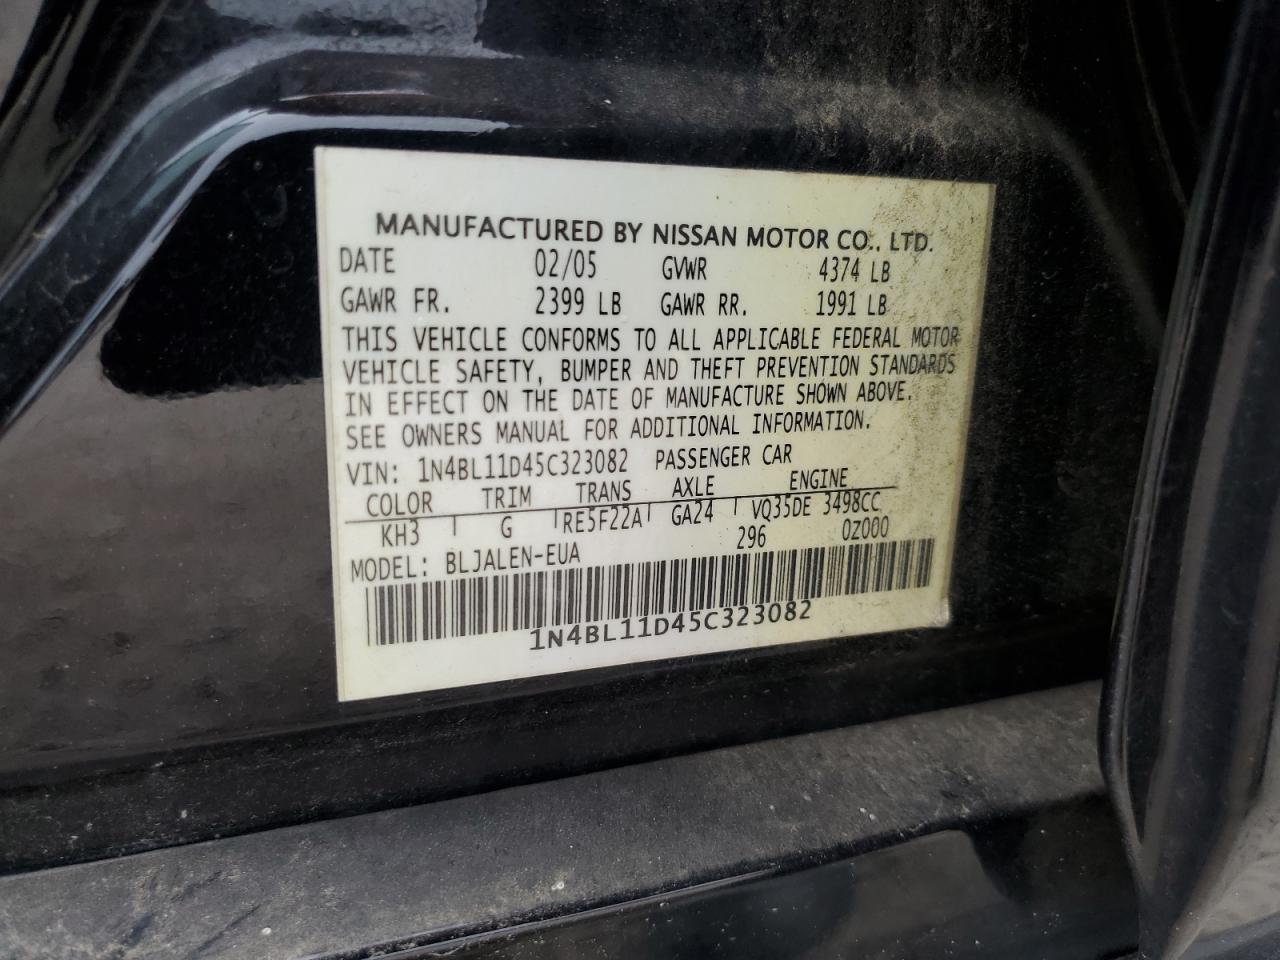 MANUFACTURED BY NISSAN MOTOR CO., LTD.
DATE 02/05 GVWR 4374 LB
GAWR FR. 2399 LB GAWR RR. 1991 LB
THIS VEHICLE CONFORMS TO ALL APPLICABLE FEDERAL MOTOR
VEHICLE SAFETY, BUMPER AND THEFT PREVENTION STANDARDS
IN EFFECT ON THE DATE OF MANUFACTURE SHOWN ABOVE.
SEE OWNERS MANUAL FOR ADDITIONAL INFORMATION.
VIN: 1N4BL11D45C323082 PASSENGER CAR
COLOR TRIM TRANS AXLE ENGINE
KH3 G RE5F22A GA24 VQ35DE 3498CC
MODEL: BLJALEN-EUA 296 0Z000
1N4BL11D45C323082